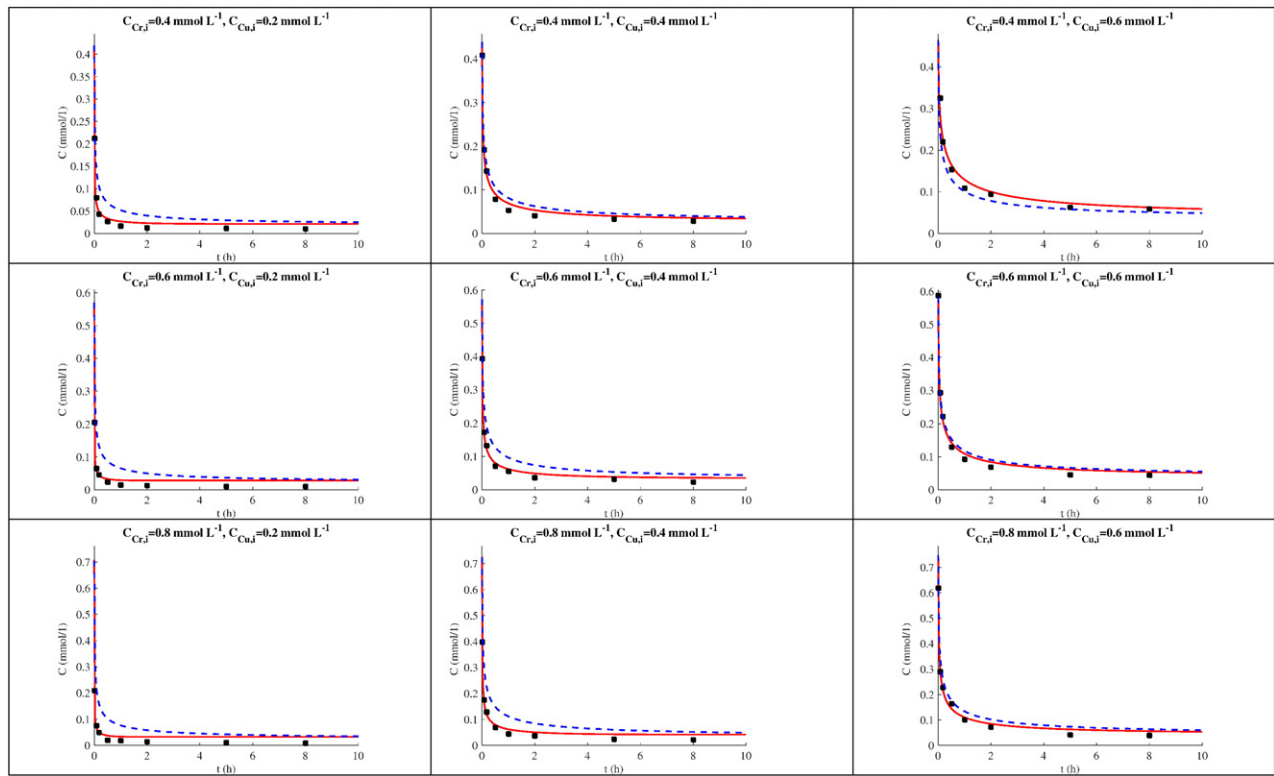 C_Cr,i=0.4 mmol L^-1, C_Cu,i=0.2 mmol L^-1
C (mmol/l)
0.4
0.35
0.3
0.25
0.2
0.15
0.1
0.05
0
0 2 4 6 8 10
t (h)
C_Cr,i=0.4 mmol L^-1, C_Cu,i=0.4 mmol L^-1
C (mmol/l)
0.4
0.3
0.2
0.1
0
0 2 4 6 8 10
t (h)
C_Cr,i=0.4 mmol L^-1, C_Cu,i=0.6 mmol L^-1
C (mmol/l)
0.4
0.3
0.2
0.1
0
0 2 4 6 8 10
t (h)
C_Cr,i=0.6 mmol L^-1, C_Cu,i=0.2 mmol L^-1
C (mmol/l)
0.6
0.5
0.4
0.3
0.2
0.1
0
0 2 4 6 8 10
t (h)
C_Cr,i=0.6 mmol L^-1, C_Cu,i=0.4 mmol L^-1
C (mmol/l)
0.6
0.5
0.4
0.3
0.2
0.1
0
0 2 4 6 8 10
t (h)
C_Cr,i=0.6 mmol L^-1, C_Cu,i=0.6 mmol L^-1
C (mmol/l)
0.6
0.5
0.4
0.3
0.2
0.1
0
0 2 4 6 8 10
t (h)
C_Cr,i=0.8 mmol L^-1, C_Cu,i=0.2 mmol L^-1
C (mmol/l)
0.7
0.6
0.5
0.4
0.3
0.2
0.1
0
0 2 4 6 8 10
t (h)
C_Cr,i=0.8 mmol L^-1, C_Cu,i=0.4 mmol L^-1
C (mmol/l)
0.7
0.6
0.5
0.4
0.3
0.2
0.1
0
0 2 4 6 8 10
t (h)
C_Cr,i=0.8 mmol L^-1, C_Cu,i=0.6 mmol L^-1
C (mmol/l)
0.7
0.6
0.5
0.4
0.3
0.2
0.1
0
0 2 4 6 8 10
t (h)